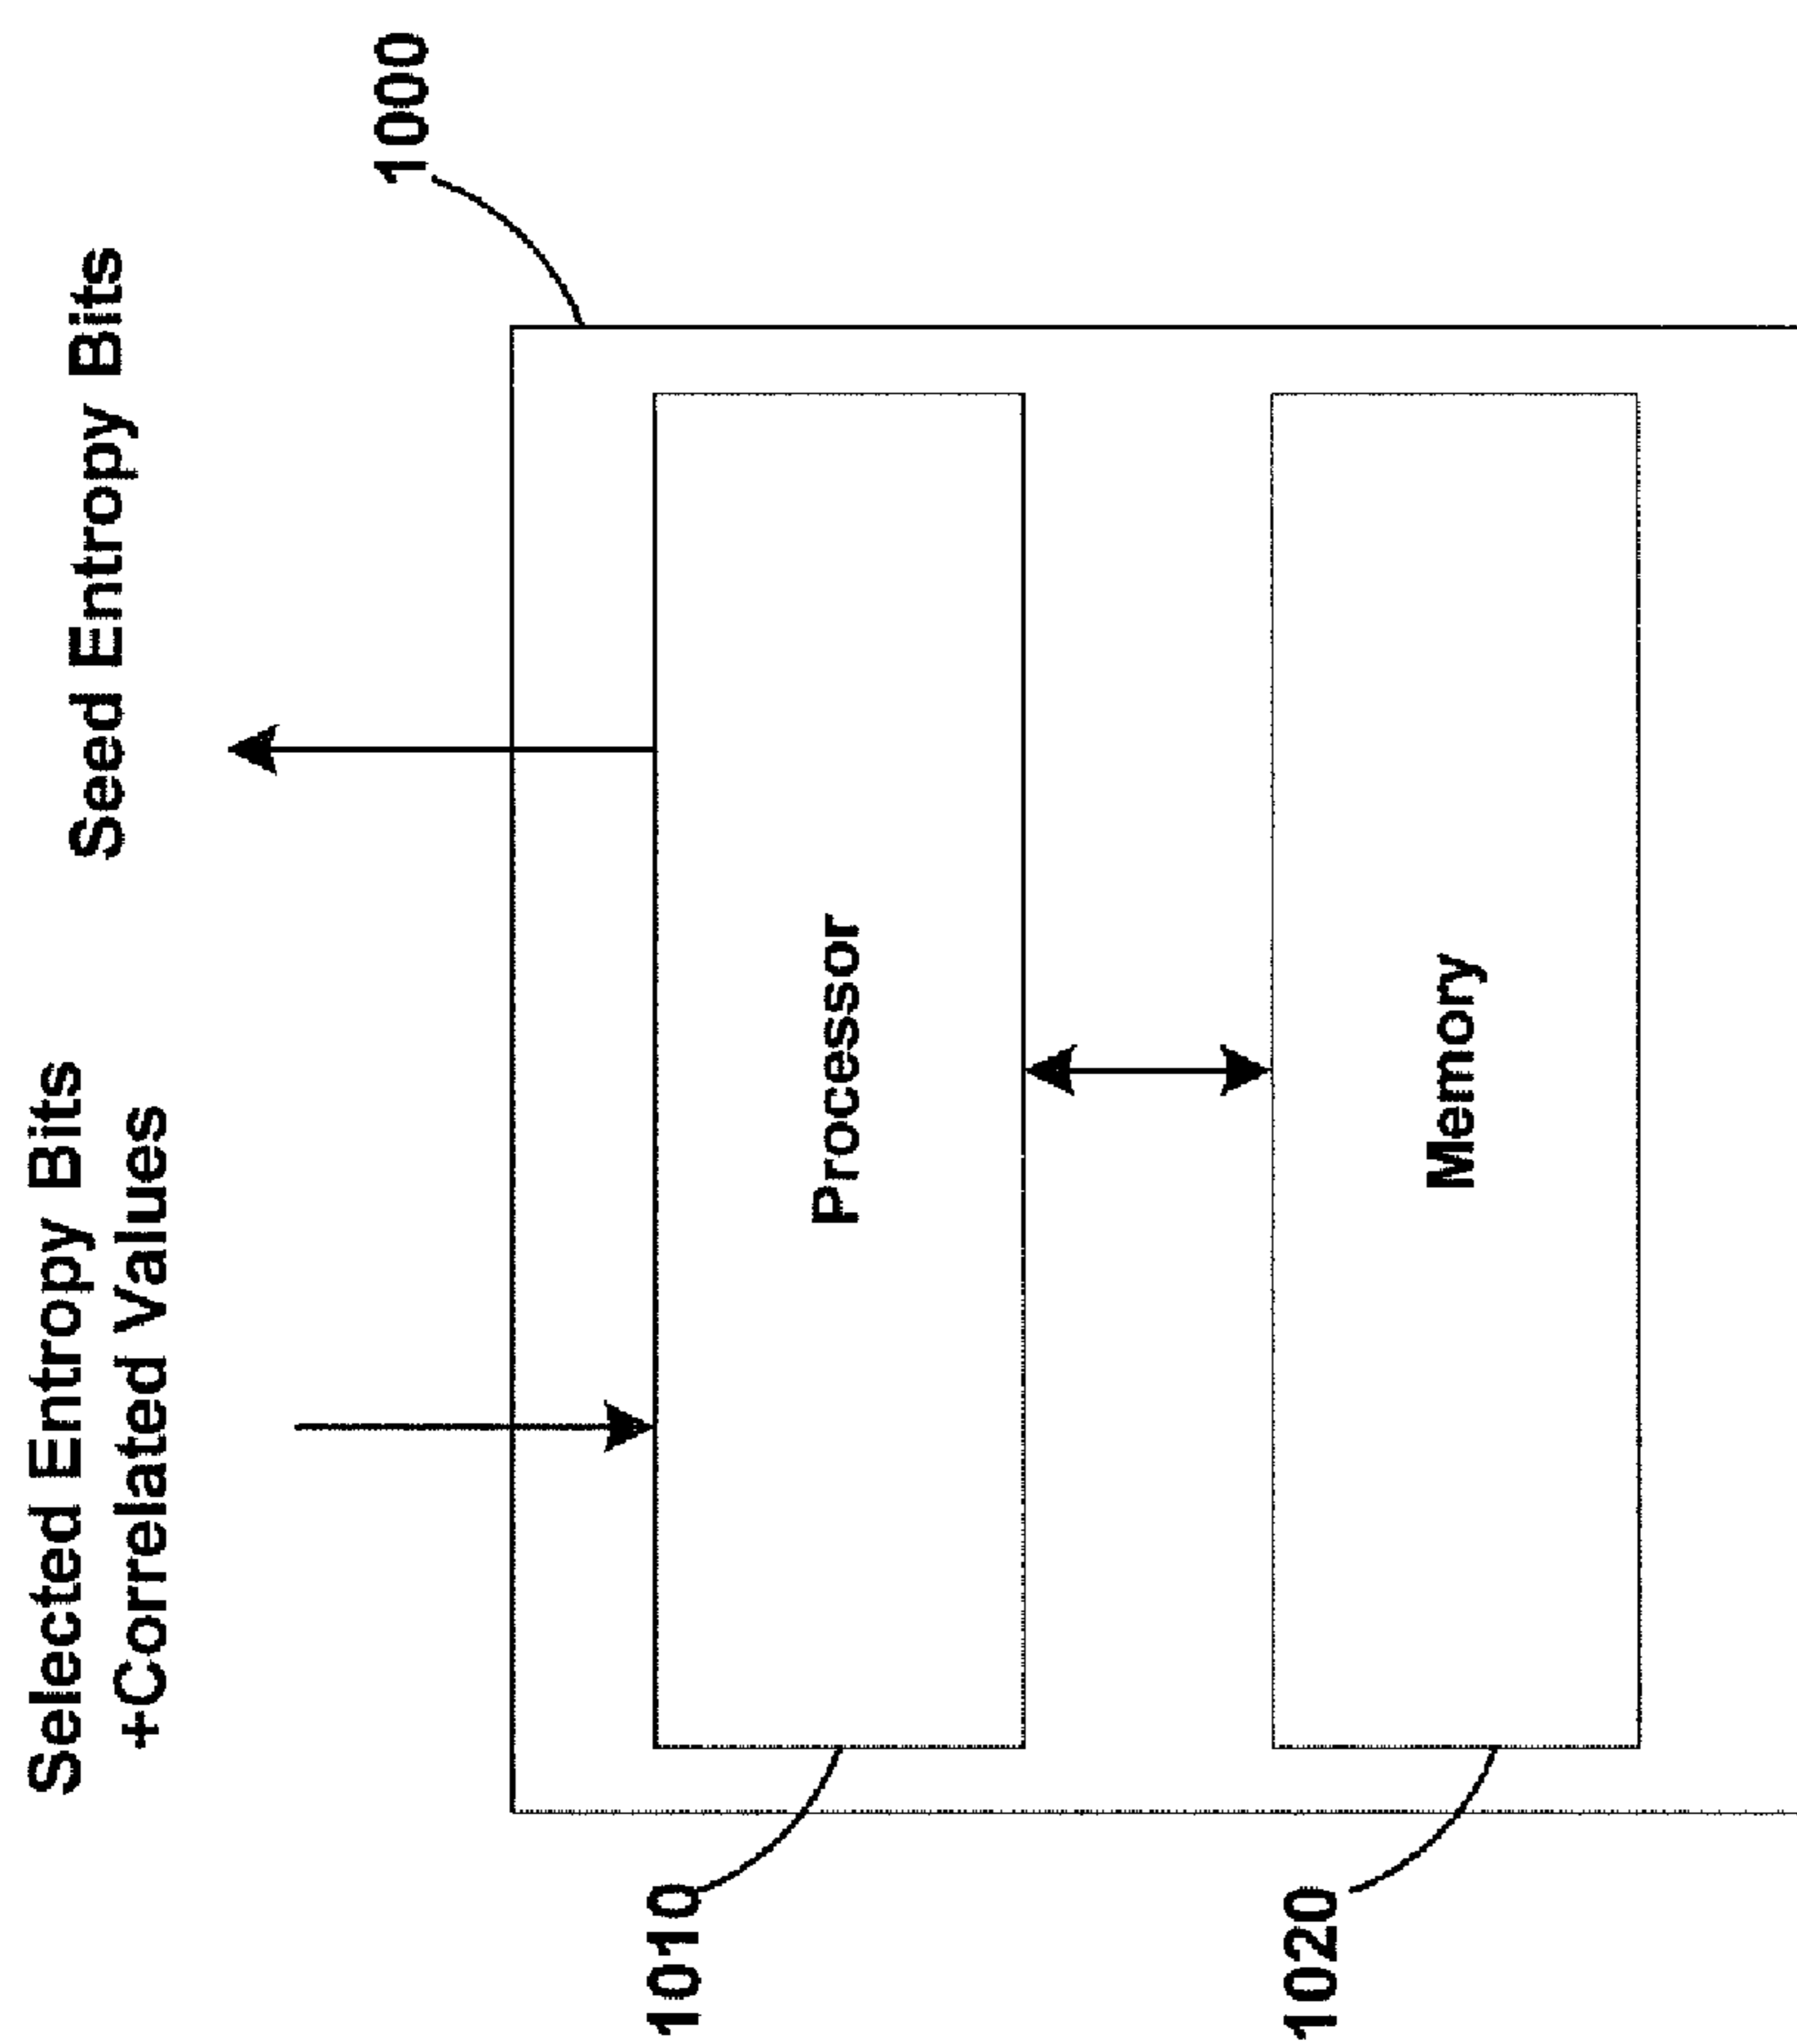 Selected Entropy Bits
+Correlated Values
Seed Entropy Bits
1000
1010
Processor
1020
Memory